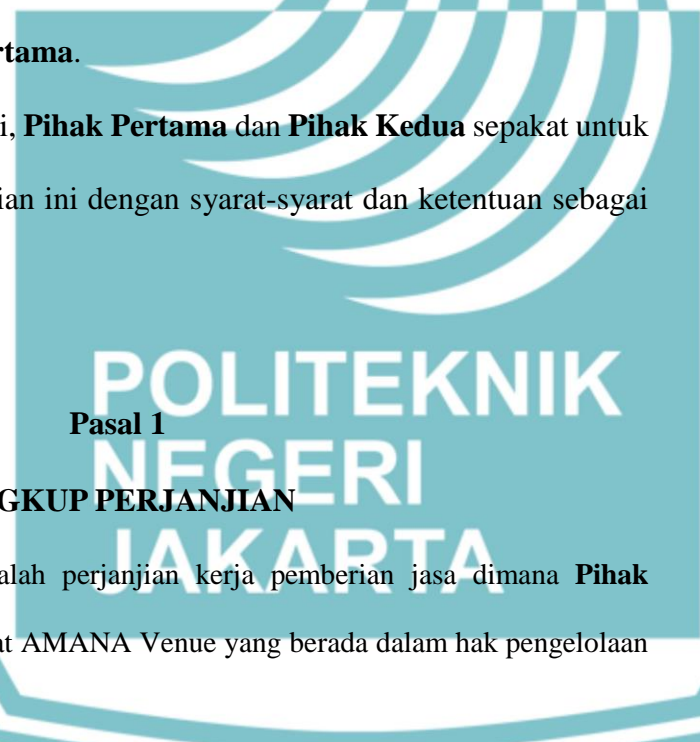 rtama.
i, Pihak Pertama dan Pihak Kedua sepakat untuk
ian ini dengan syarat-syarat dan ketentuan sebagai
POLITEKNIK
Pasal 1
NEGERI
GKUP PERJANJIAN
JAKARTA
alah perjanjian kerja pemberian jasa dimana Pihak
at AMANA Venue yang berada dalam hak pengelolaan